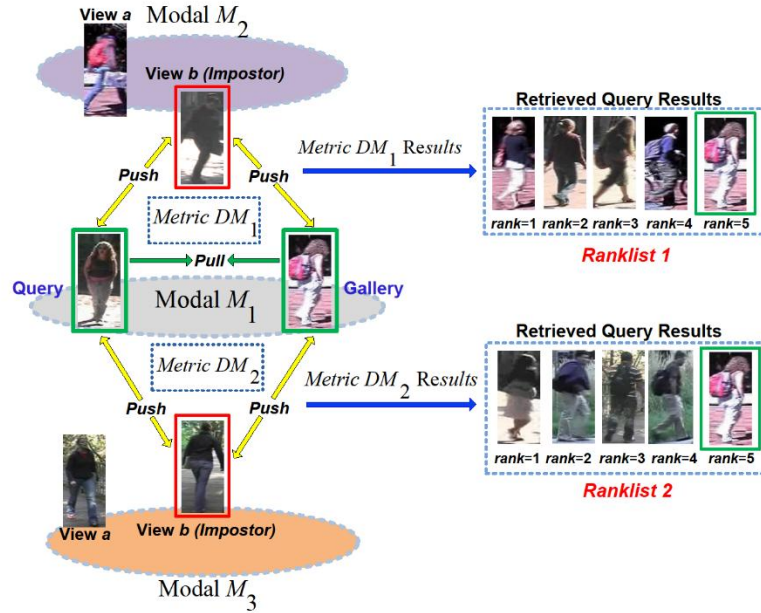 View a
Modal M2
View b (Impostor)
Push
Push
Metric DM1
Metric DM1 Results
Retrieved Query Results
rank=1
rank=2
rank=3
rank=4
rank=5
Ranklist 1
Query
Pull
Gallery
Modal M1
Metric DM2
Metric DM2 Results
Push
Push
Retrieved Query Results
rank=1
rank=2
rank=3
rank=4
rank=5
Ranklist 2
View a
View b (Impostor)
Modal M3